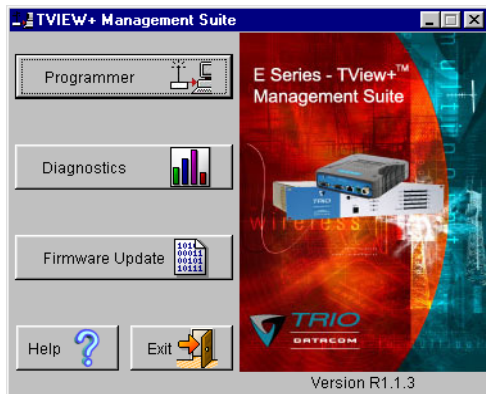 TVIEW+ Management Suite
Programmer
Diagnostics
Firmware Update
1010
00011
00101
10111
Help
Exit
E Series - TView+™
Management Suite
TRIO
wireless
TRIO
DATACOM
Version R1.1.3